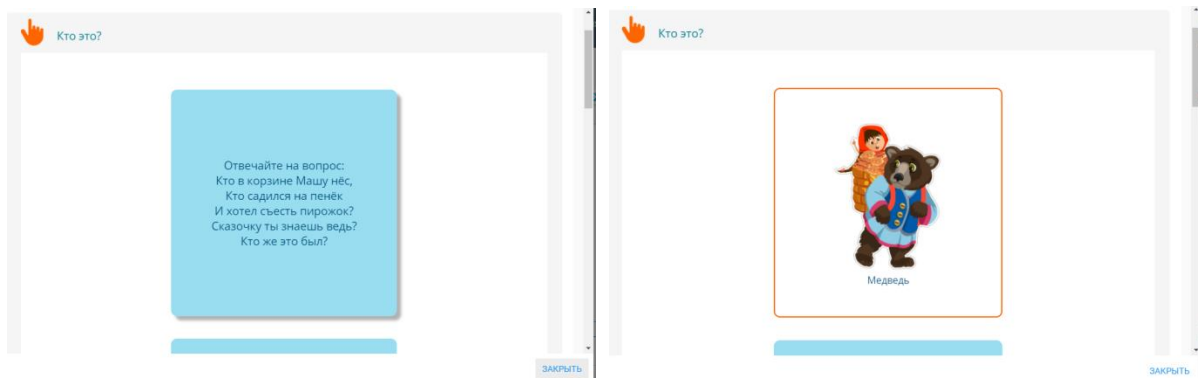 Кто это?
Отвечайте на вопрос:
Кто в корзине Машу нёс,
Кто садился на пенёк
И хотел съесть пирожок?
Сказочку ты знаешь ведь?
Кто же это был?
ЗАКРЫТЬ
Кто это?
Медведь
ЗАКРЫТЬ